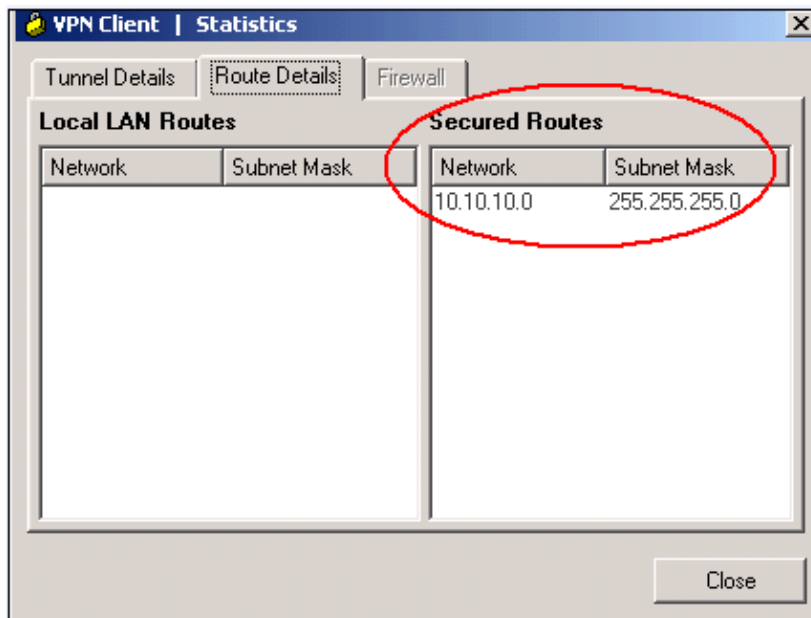 VPN Client | Statistics
Tunnel Details Route Details Firewall
Local LAN Routes
Network Subnet Mask
Secured Routes
Network Subnet Mask
10.10.10.0 255.255.255.0
Close